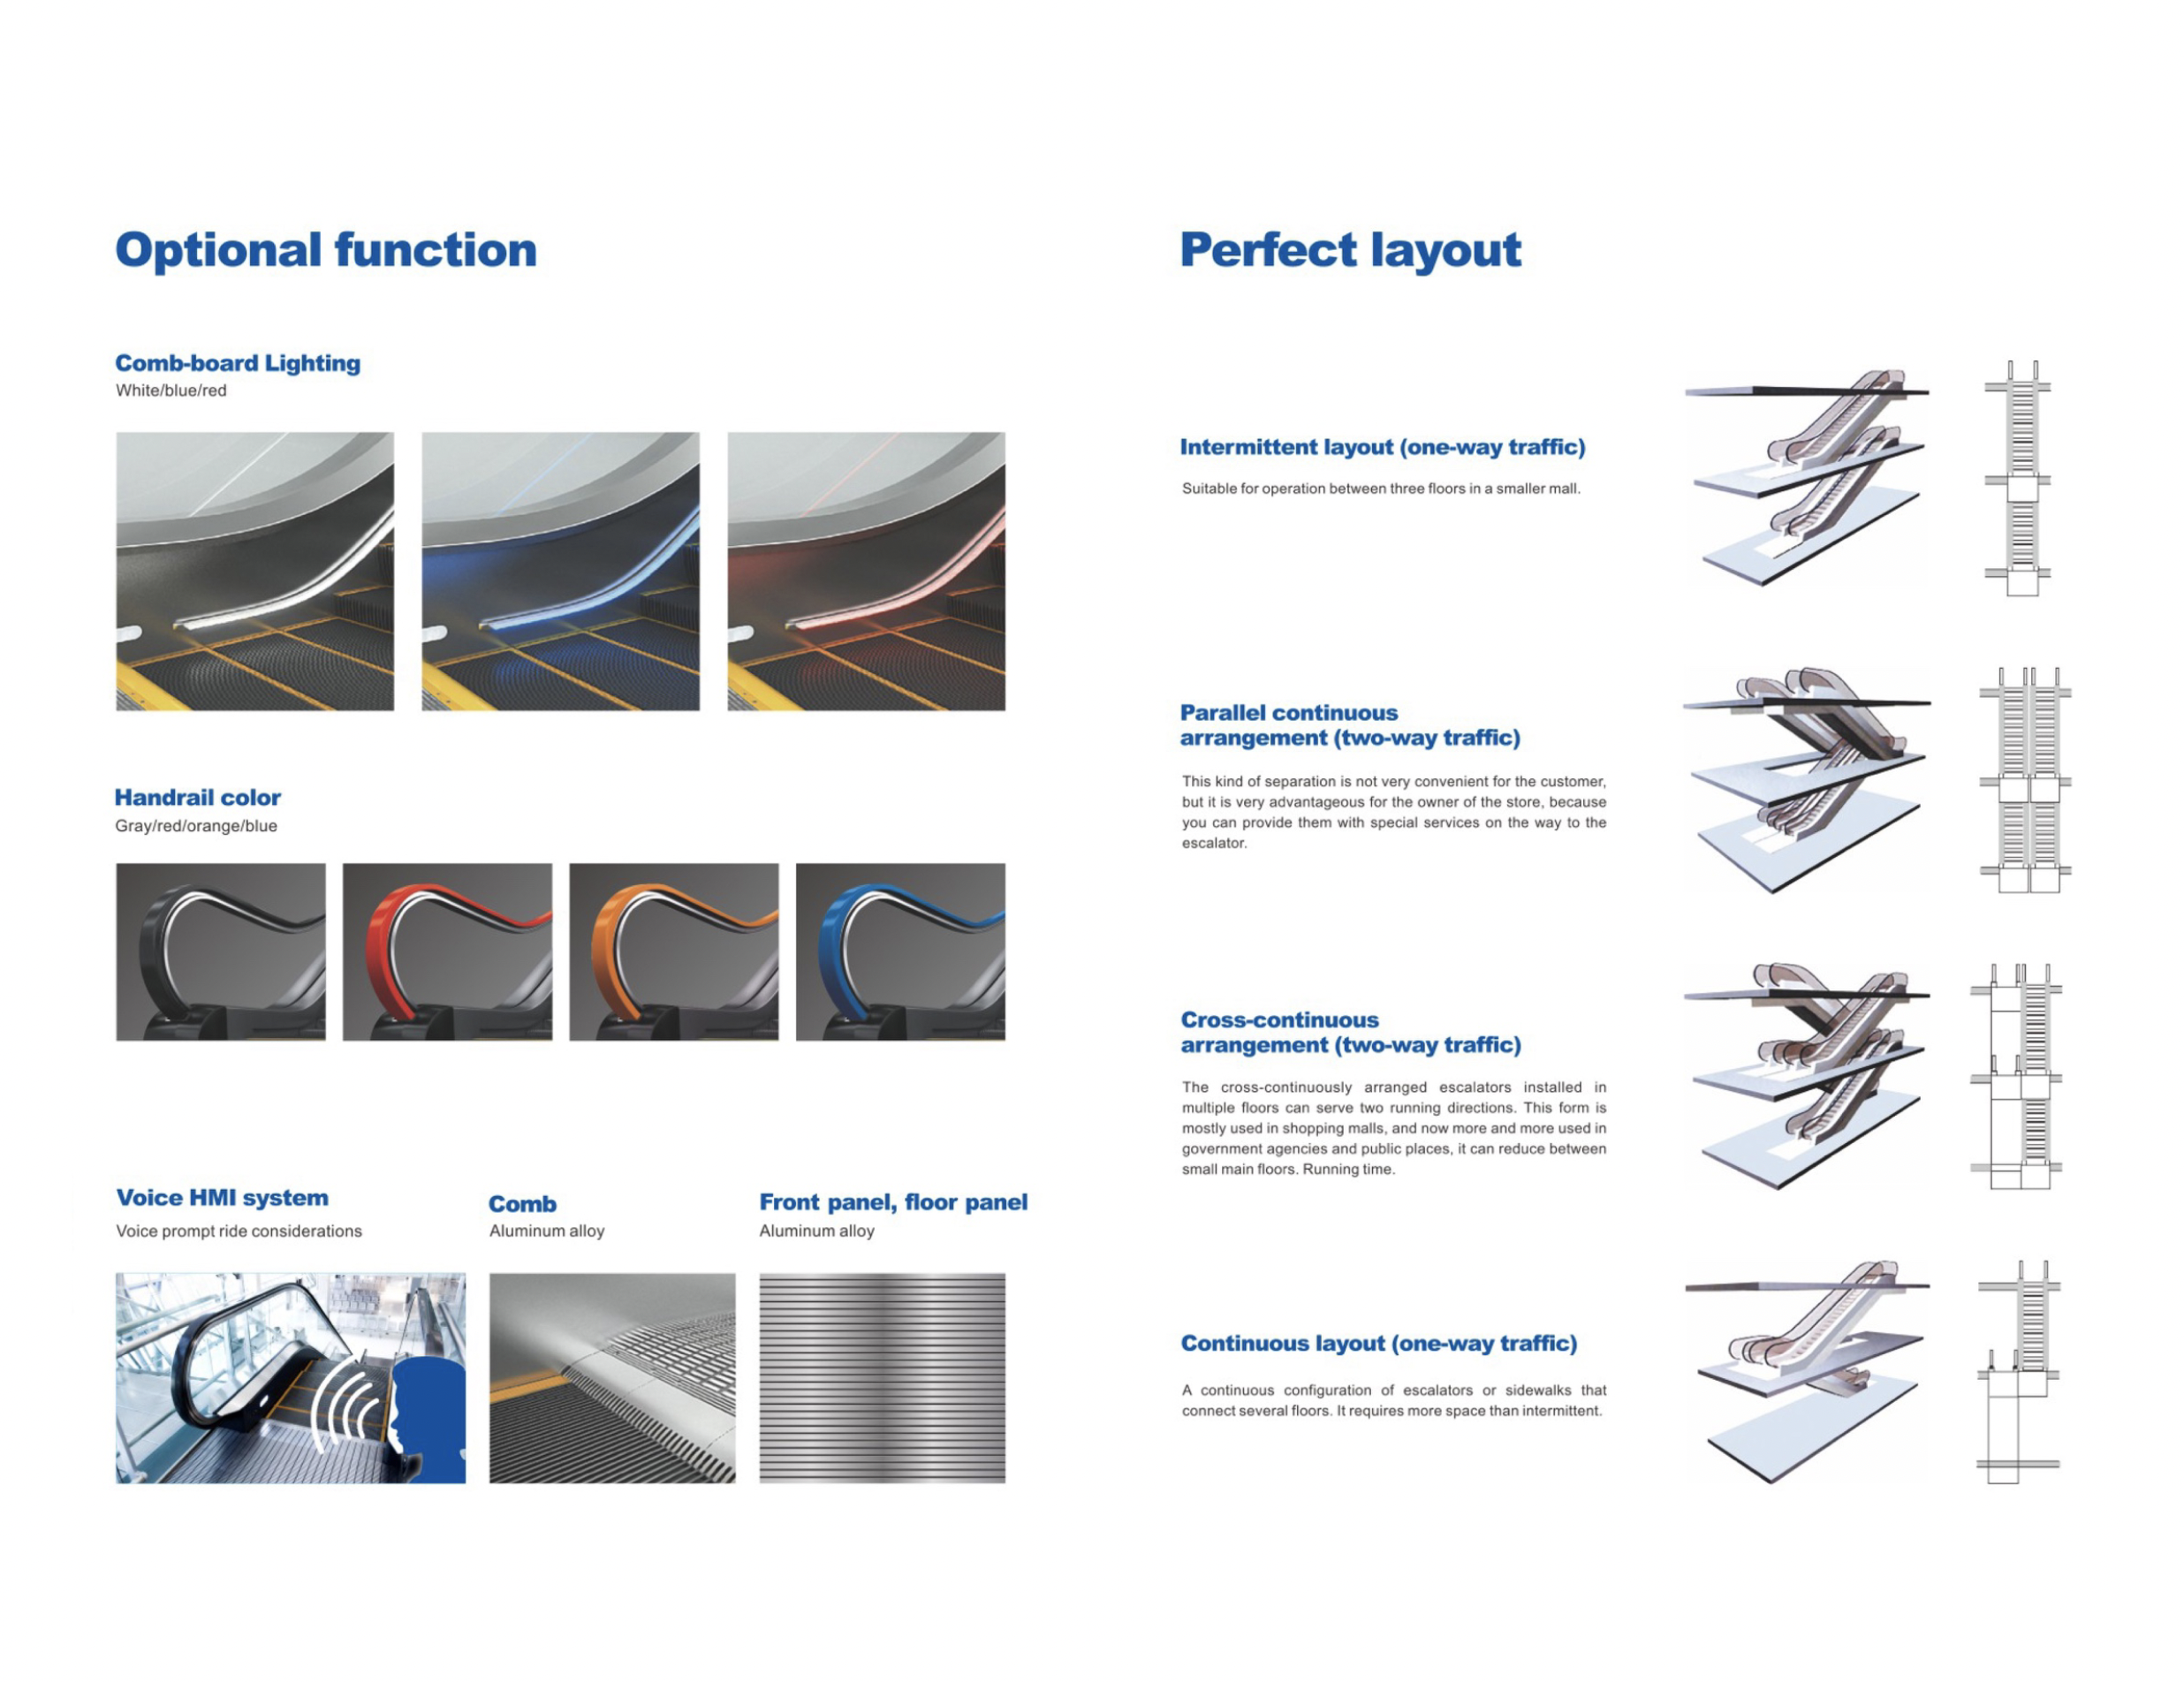 Optional function
Comb-board Lighting
White/blue/red
Handrail color
Gray/red/orange/blue
Voice HMI system
Voice prompt ride considerations
Comb
Aluminum alloy
Front panel, floor panel
Aluminum alloy
Perfect layout
Intermittent layout (one-way traffic)
Suitable for operation between three floors in a smaller mall.
Parallel continuous
arrangement (two-way traffic)
This kind of separation is not very convenient for the customer,
but it is very advantageous for the owner of the store, because
you can provide them with special services on the way to the
escalator.
Cross-continuous
arrangement (two-way traffic)
The cross-continuously arranged escalators installed in
multiple floors can serve two running directions. This form is
mostly used in shopping malls, and now more and more used in
government agencies and public places, it can reduce between
small main floors. Running time.
Continuous layout (one-way traffic)
A continuous configuration of escalators or sidewalks that
connect several floors. It requires more space than intermittent.